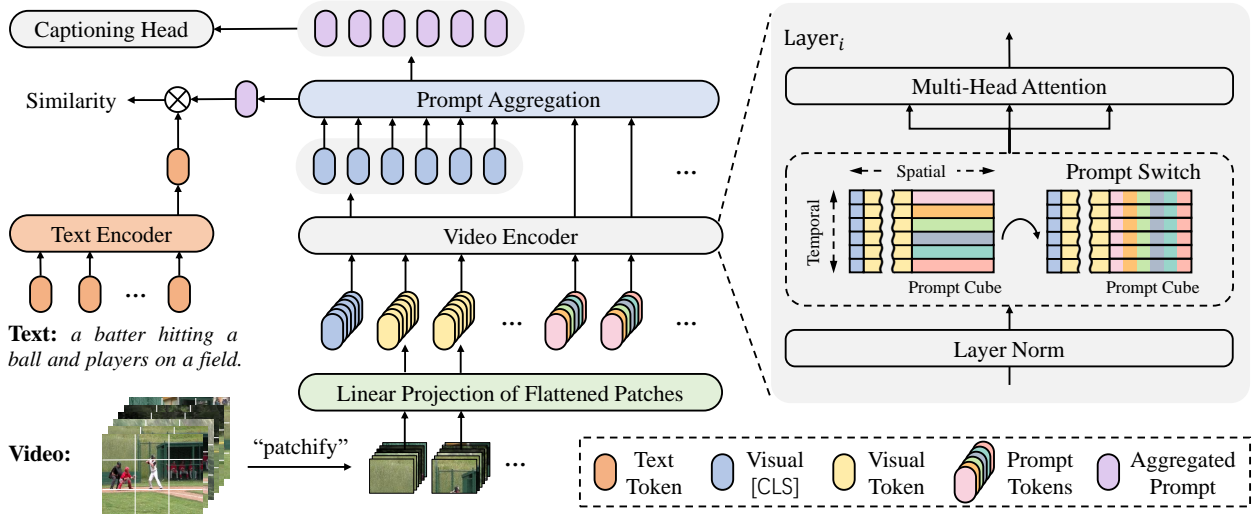 Captioning Head
Similarity
Prompt Aggregation
...
Text Encoder
Video Encoder
...
...
...
Text: a batter hitting a
ball and players on a field.
Linear Projection of Flattened Patches
Video:
“patchify”
...
Layerᵢ
Multi-Head Attention
Spatial
Prompt Switch
Temporal
Prompt Cube
Prompt Cube
Layer Norm
Text
Token
Visual
[CLS]
Visual
Token
Prompt
Tokens
Aggregated
Prompt